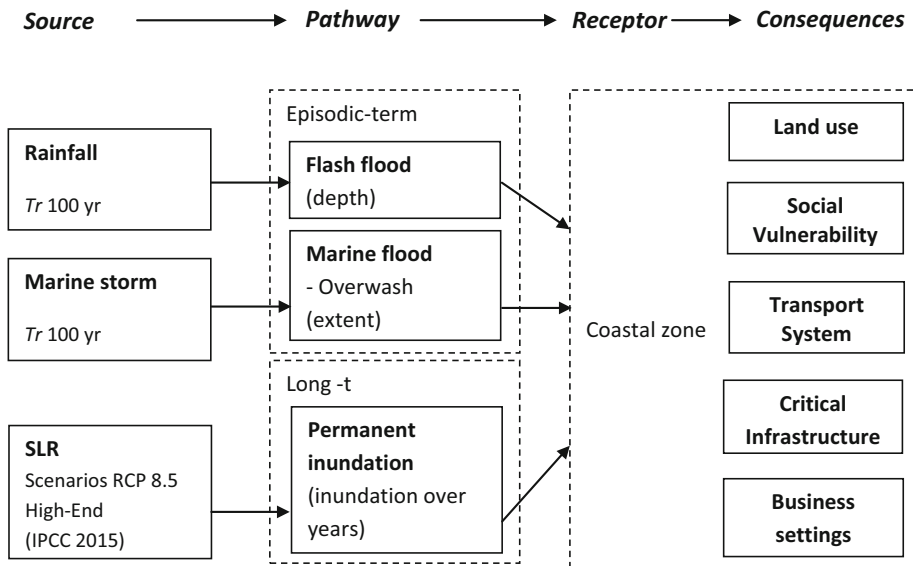 Source Pathway Receptor Consequences
Episodic-term
Rainfall
Tr 100 yr
Flash flood
(depth)
Marine storm
Tr 100 yr
Marine flood
- Overwash
(extent)
Long -t
SLR
Scenarios RCP 8.5
High-End
(IPCC 2015)
Permanent
inundation
(inundation over
years)
Coastal zone
Land use
Social
Vulnerability
Transport
System
Critical
Infrastructure
Business
settings